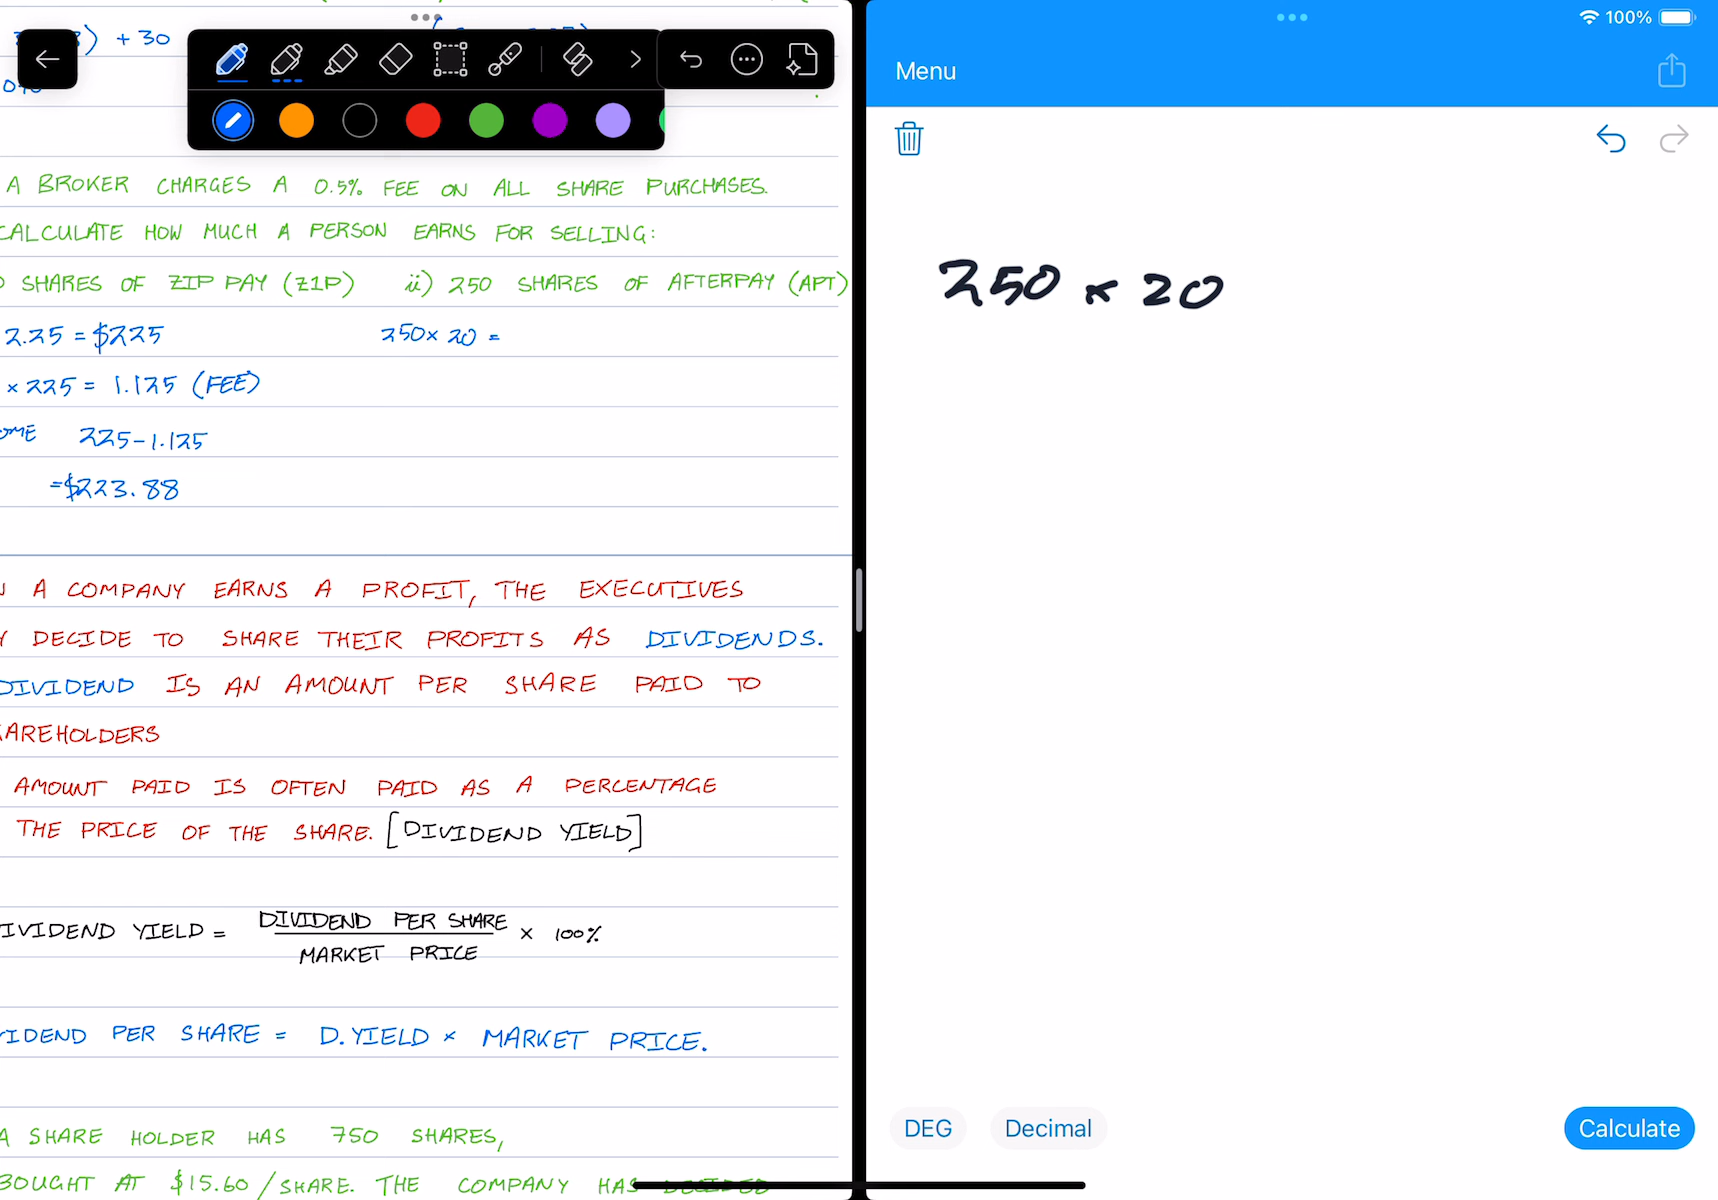 ) + 30
100%
Menu
A BROKER CHARGES A 0.5% FEE ON ALL SHARE PURCHASES.
CALCULATE HOW MUCH A PERSON EARNS FOR SELLING:
SHARES OF ZIP PAY (Z1P) ii) 250 SHARES OF AFTERPAY (APT)
2.25 = $225 250 x 20 =
x 225 = 1.125 (FEE)
225 - 1.125
= $223.88
A COMPANY EARNS A PROFIT, THE EXECUTIVES
DECIDE TO SHARE THEIR PROFITS AS DIVIDENDS.
DIVIDEND IS AN AMOUNT PER SHARE PAID TO
AREHOLDERS
AMOUNT PAID IS OFTEN PAID AS A PERCENTAGE
THE PRICE OF THE SHARE. [DIVIDEND YIELD]
IVIDEND YIELD = DIVIDEND PER SHARE x 100%
MARKET PRICE
IDEND PER SHARE = D.YIELD x MARKET PRICE.
A SHARE HOLDER HAS 750 SHARES,
BOUGHT AT $15.60 / SHARE. THE COMPANY HAS DECIDED
250 x 20
DEG
Decimal
Calculate